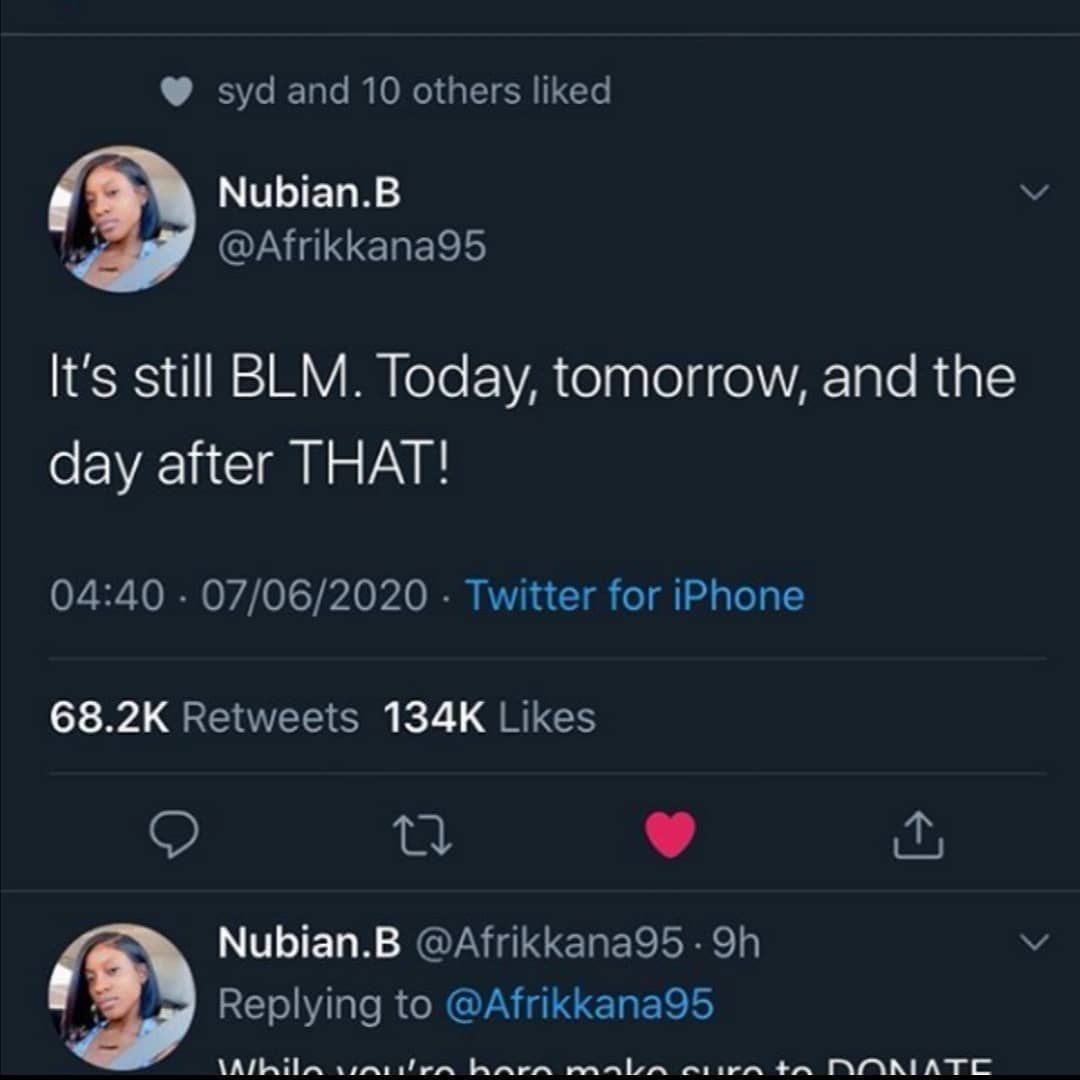 syd and 10 others liked
Nubian.B
@Afrikkana95
It’s still BLM. Today, tomorrow, and the
day after THAT!
04:40 · 07/06/2020 · Twitter for iPhone
68.2K Retweets 134K Likes
Nubian.B @Afrikkana95 · 9h
Replying to @Afrikkana95
While you're here make sure to DONATE